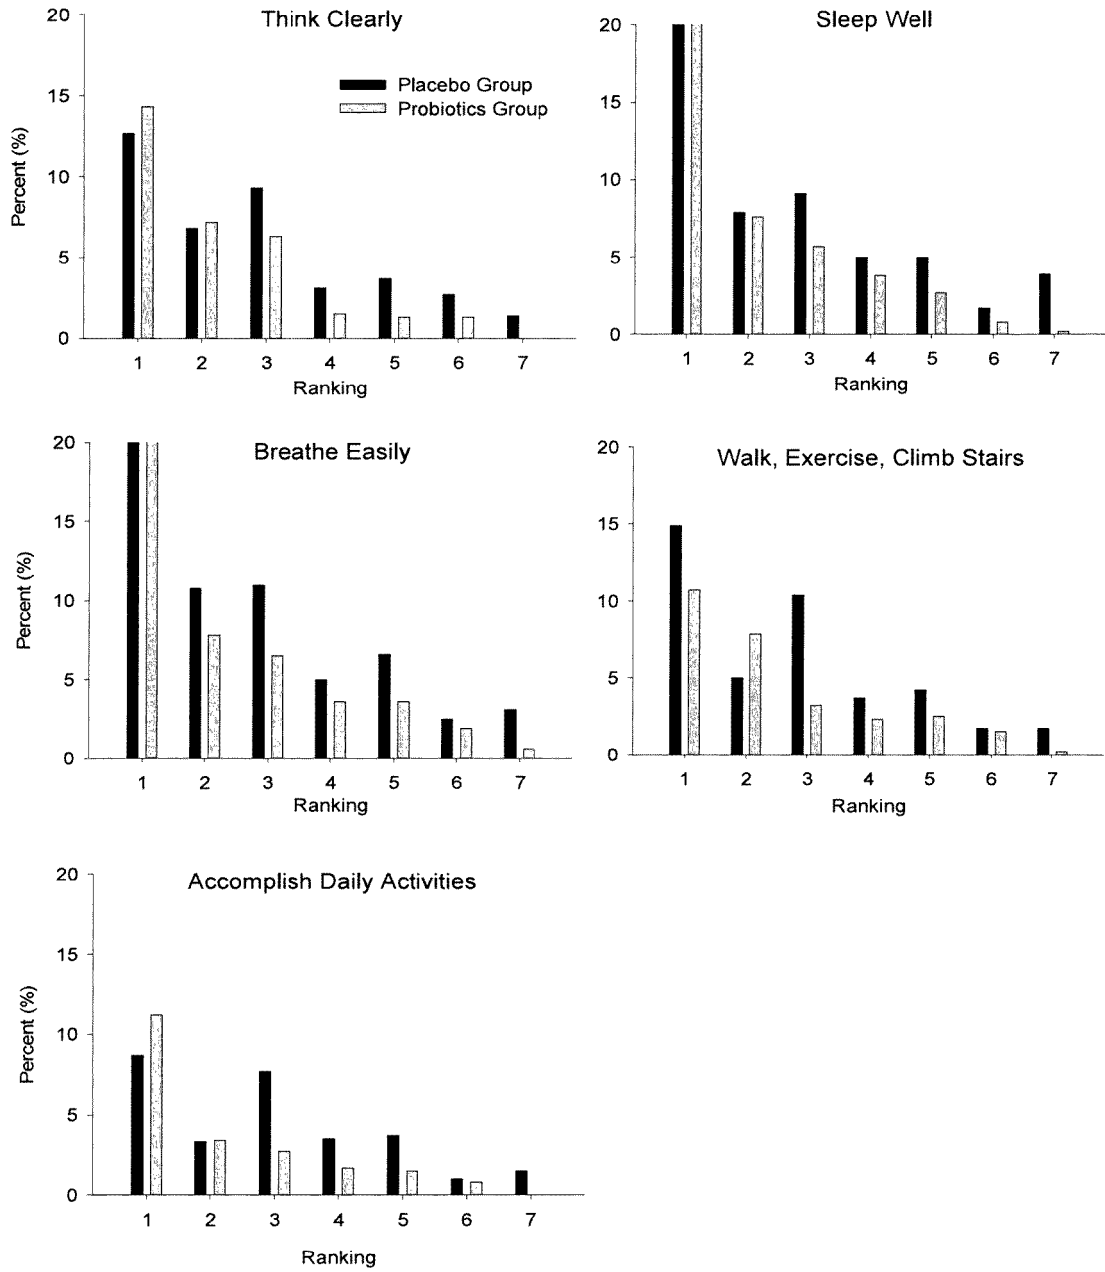 Think Clearly
Placebo Group
Probiotics Group
Percent (%)
20
15
10
5
0
1 2 3 4 5 6 7
Ranking
Sleep Well
20
15
10
5
0
1 2 3 4 5 6 7
Ranking
Breathe Easily
Percent (%)
20
15
10
5
0
1 2 3 4 5 6 7
Ranking
Walk, Exercise, Climb Stairs
20
15
10
5
0
1 2 3 4 5 6 7
Ranking
Accomplish Daily Activities
Percent (%)
20
15
10
5
0
1 2 3 4 5 6 7
Ranking